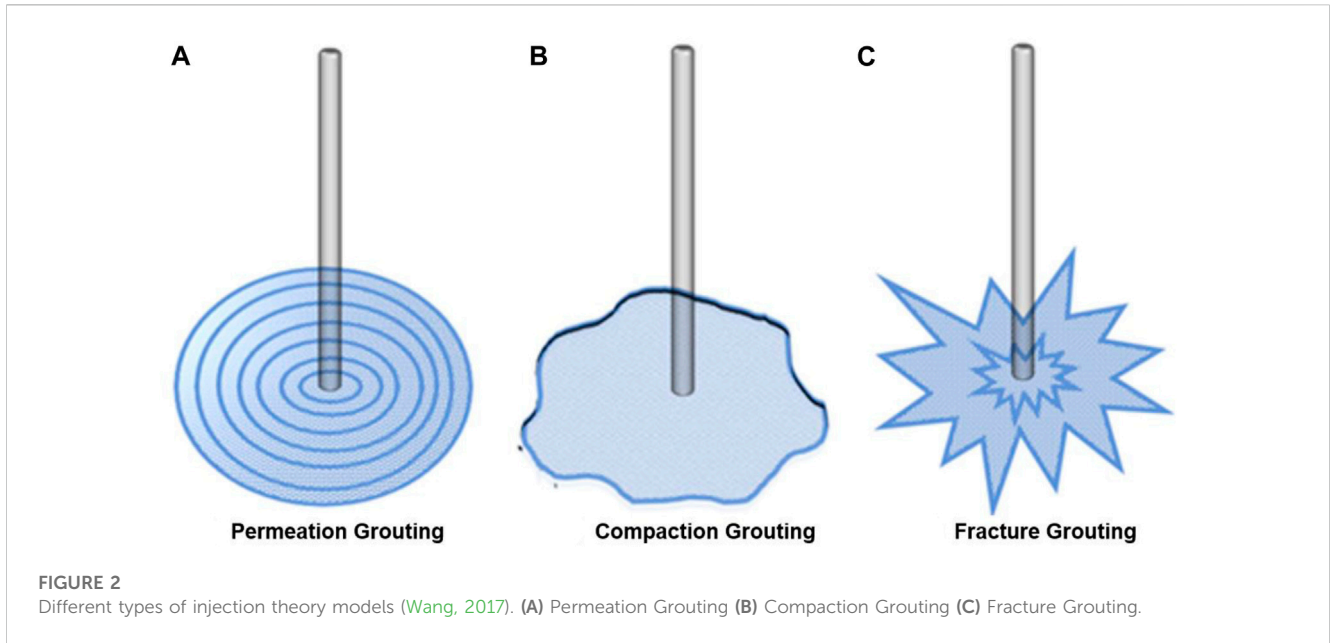 A B C
Permeation Grouting Compaction Grouting Fracture Grouting
FIGURE 2
Different types of injection theory models (Wang, 2017). (A) Permeation Grouting (B) Compaction Grouting (C) Fracture Grouting.